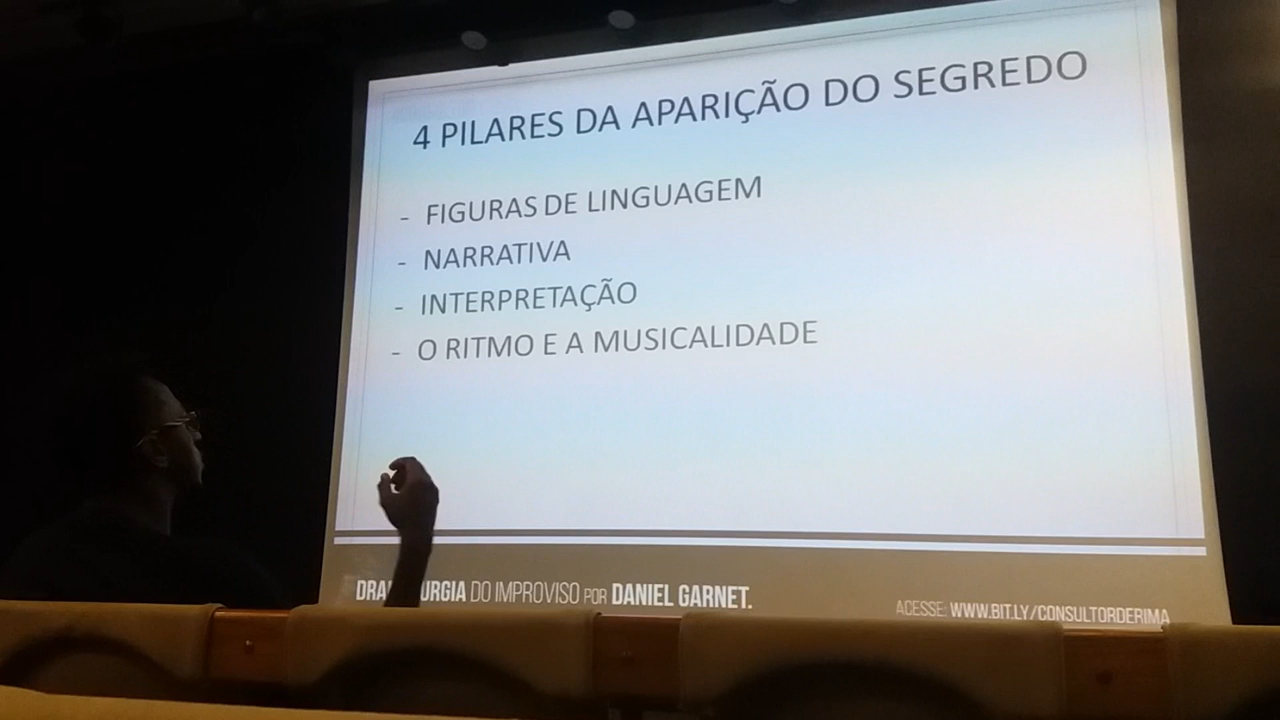 4 PILARES DA APARIÇÃO DO SEGREDO
- FIGURAS DE LINGUAGEM
- NARRATIVA
- INTERPRETAÇÃO
- O RITMO E A MUSICALIDADE
DO IMPROVISO POR DANIEL GARNET.
ACESSE: WWW.BIT.LY/CONSULTORDERIMA